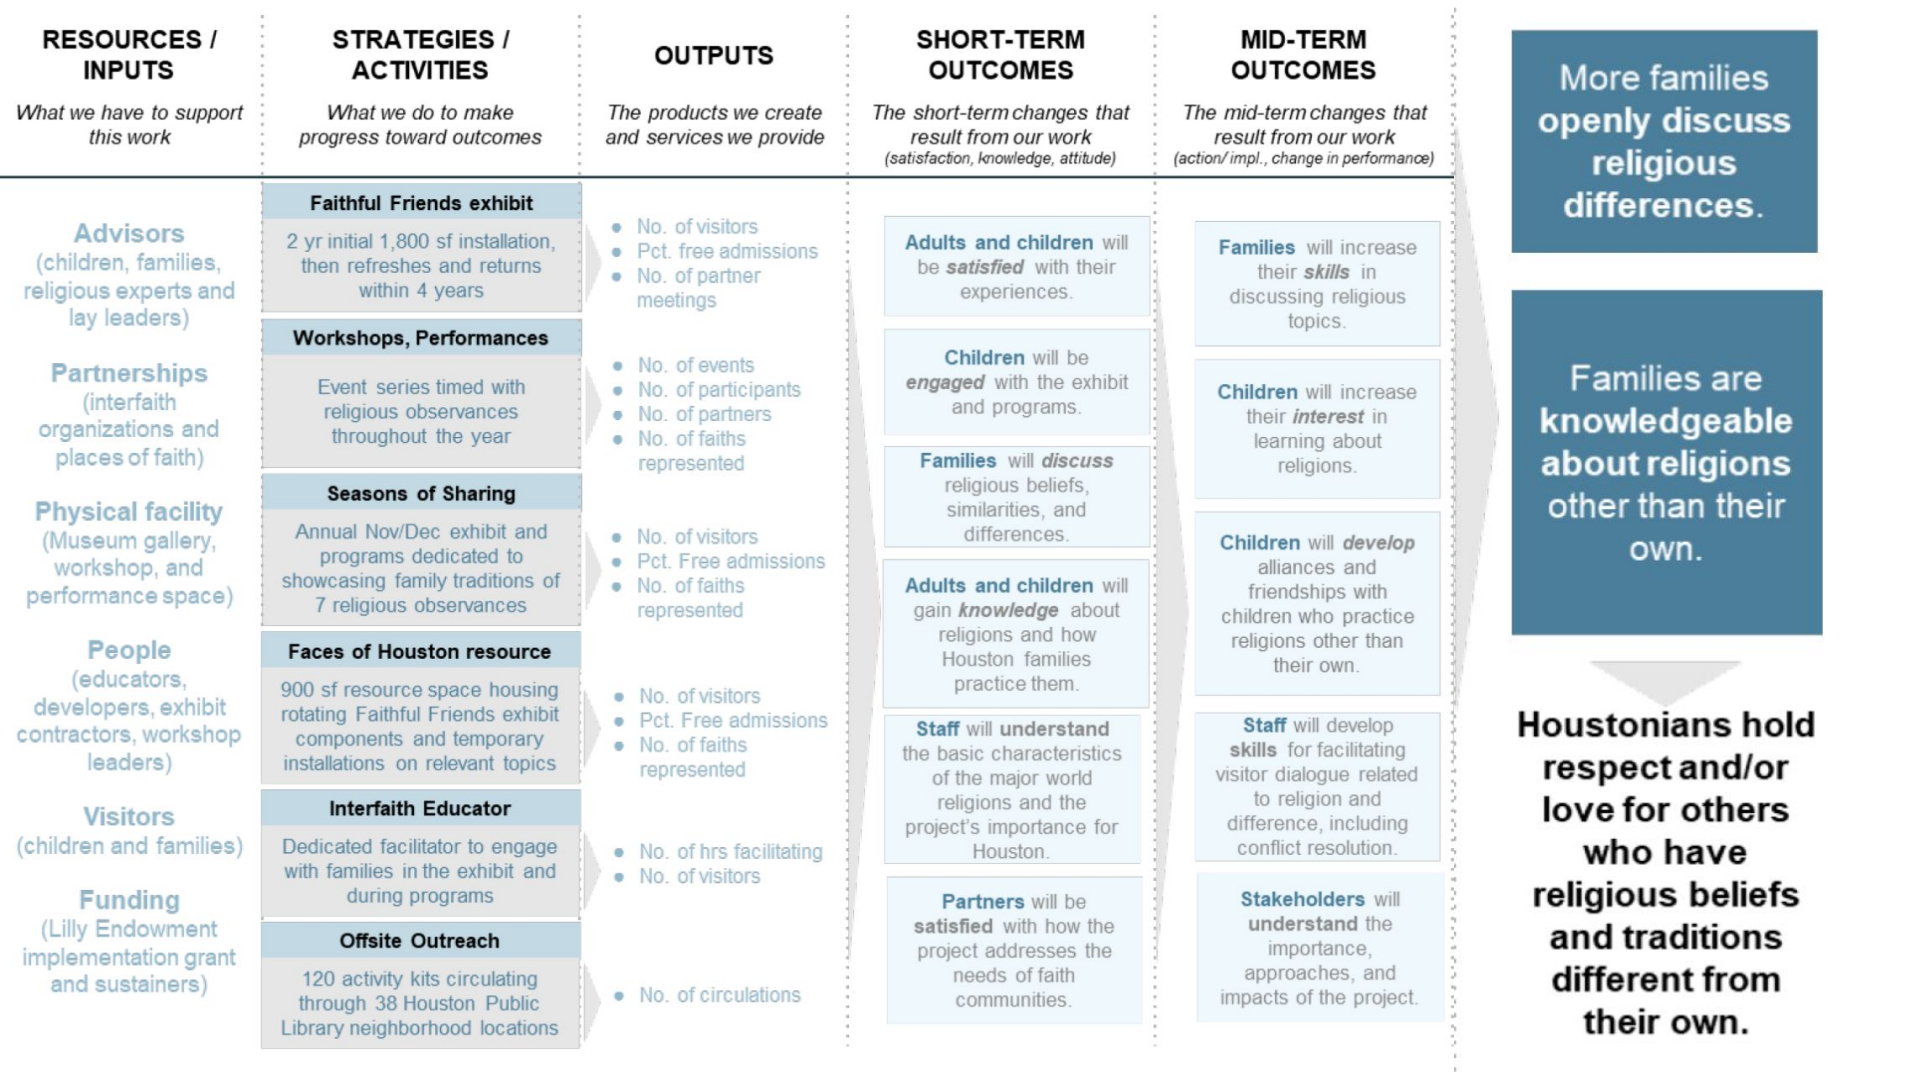 RESOURCES /
INPUTS
What we have to support
this work
Advisors
(children, families,
religious experts and
lay leaders)
Partnerships
(interfaith
organizations and
places of faith)
Physical facility
(Museum gallery,
workshop, and
performance space)
People
(educators,
developers, exhibit
contractors, workshop
leaders)
Visitors
(children and families)
Funding
(Lilly Endowment
implementation grant
and sustainers)
STRATEGIES /
ACTIVITIES
What we do to make
progress toward outcomes
Faithful Friends exhibit
2 yr initial 1,800 sf installation,
then refreshes and returns
within 4 years
Workshops, Performances
Event series timed with
religious observances
throughout the year
Seasons of Sharing
Annual Nov/Dec exhibit and
programs dedicated to
showcasing family traditions of
7 religious observances
Faces of Houston resource
900 sf resource space housing
rotating Faithful Friends exhibit
components and temporary
installations on relevant topics
Interfaith Educator
Dedicated facilitator to engage
with families in the exhibit and
during programs
Offsite Outreach
120 activity kits circulating
through 38 Houston Public
Library neighborhood locations
OUTPUTS
The products we create
and services we provide
● No. of visitors
● Pct. free admissions
● No. of partner
meetings
● No. of events
● No. of participants
● No. of partners
● No. of faiths
represented
● No. of visitors
● Pct. Free admissions
● No. of faiths
represented
● No. of visitors
● Pct. Free admissions
● No. of faiths
represented
● No. of hrs facilitating
● No. of visitors
● No. of circulations
SHORT-TERM
OUTCOMES
The short-term changes that
result from our work
(satisfaction, knowledge, attitude)
Adults and children will
be satisfied with their
experiences.
Children will be
engaged with the exhibit
and programs.
Families will discuss
religious beliefs,
similarities, and
differences.
Adults and children will
gain knowledge about
religions and how
Houston families
practice them.
Staff will understand
the basic characteristics
of the major world
religions and the
project's importance for
Houston.
Partners will be
satisfied with how the
project addresses the
needs of faith
communities.
MID-TERM
OUTCOMES
The mid-term changes that
result from our work
(action/ impl., change in performance)
Families will increase
their skills in
discussing religious
topics.
Children will increase
their interest in
learning about
religions.
Children will develop
alliances and
friendships with
children who practice
religions other than
their own.
Staff will develop
skills for facilitating
visitor dialogue related
to religion and
difference, including
conflict resolution.
Stakeholders will
understand the
importance,
approaches, and
impacts of the project.
More families
openly discuss
religious
differences.
Families are
knowledgeable
about religions
other than their
own.
Houstonians hold
respect and/or
love for others
who have
religious beliefs
and traditions
different from
their own.